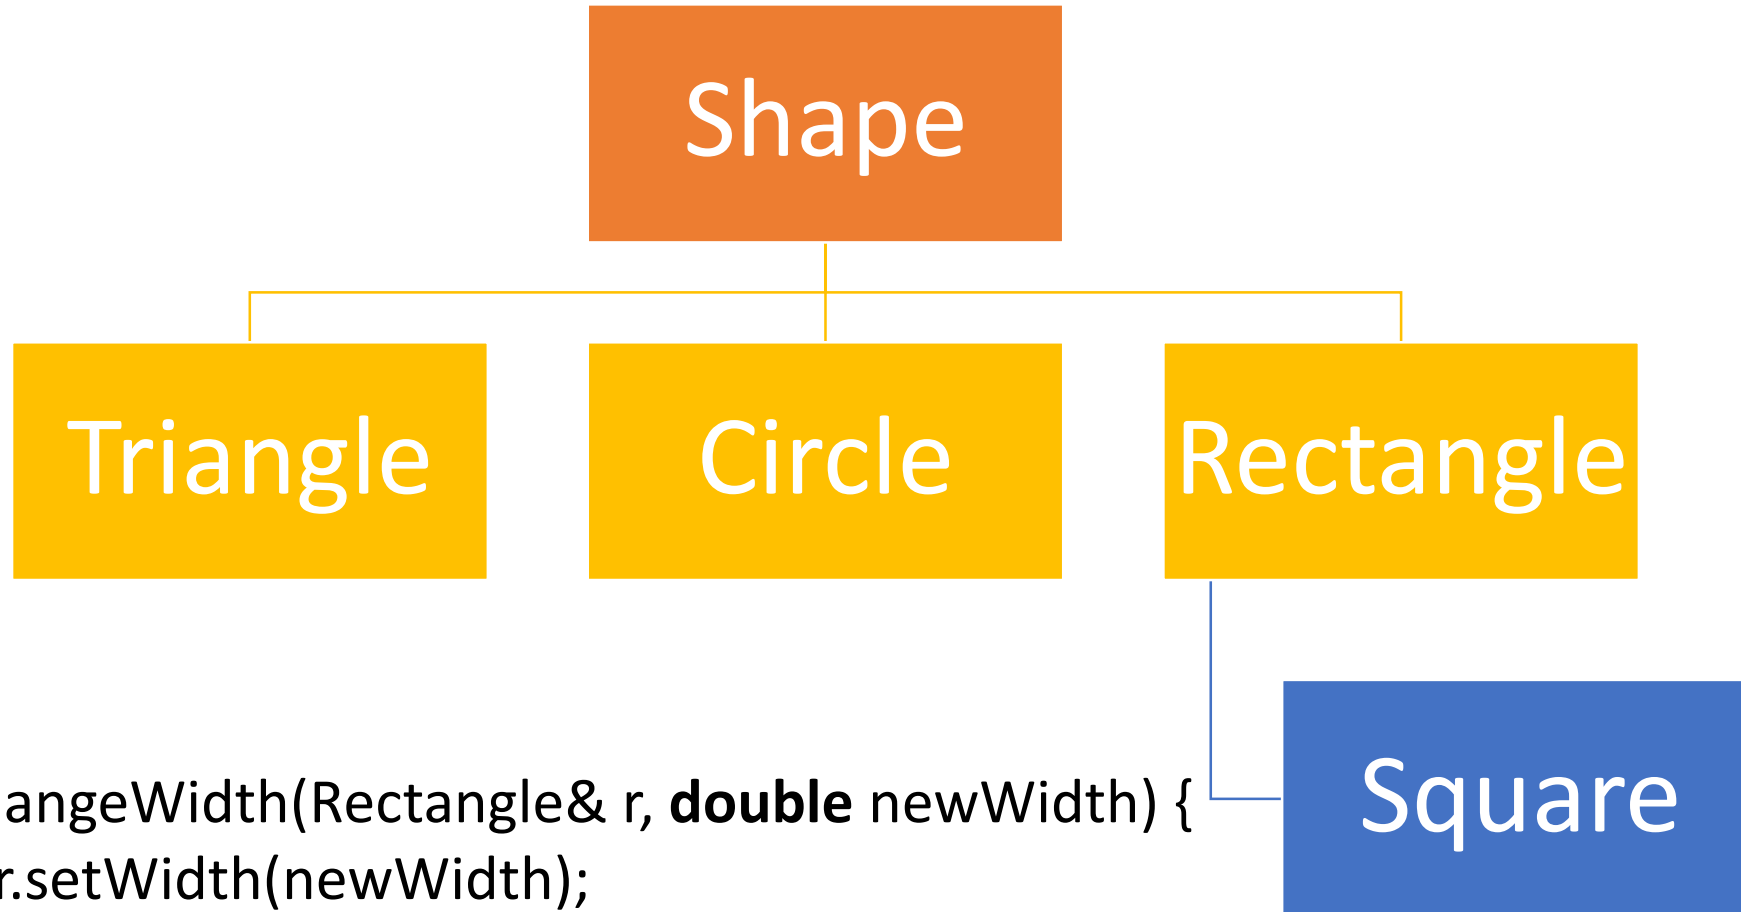 Shape
Triangle
Circle
Rectangle
Square
angeWidth(Rectangle& r, double newWidth) {
r.setWidth(newWidth);